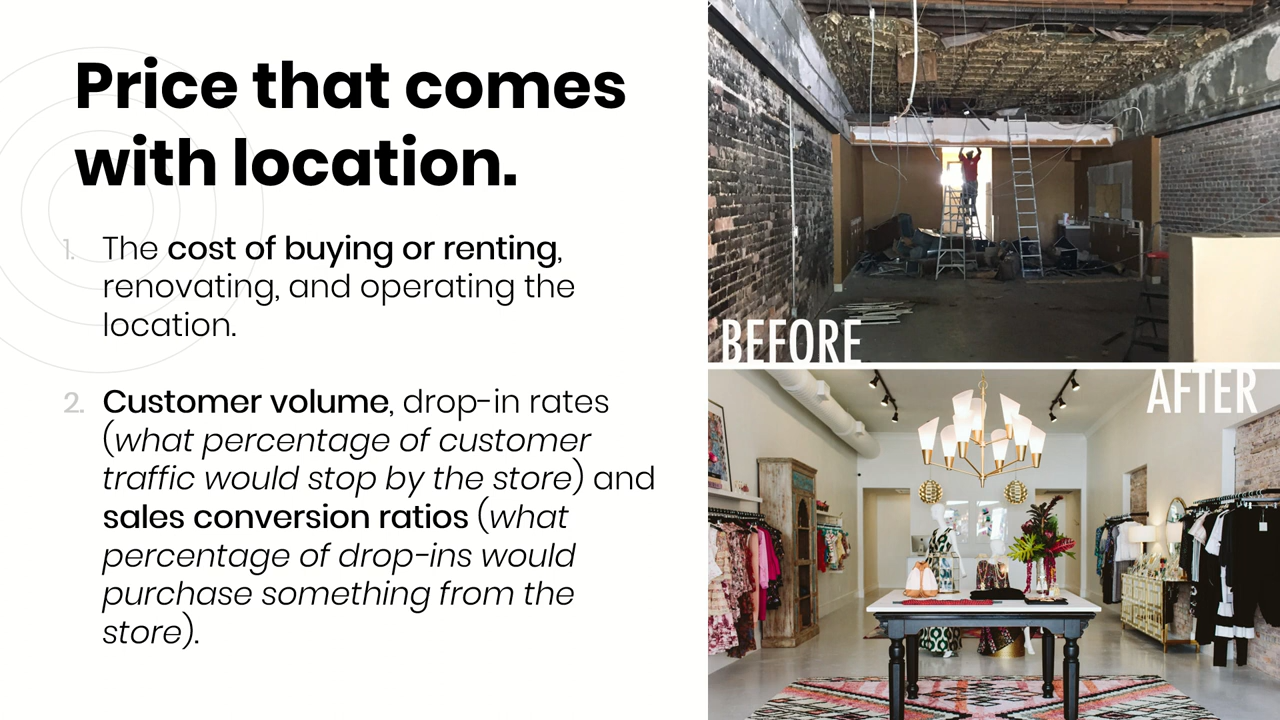 Price that comes
with location.
1. The cost of buying or renting,
renovating, and operating the
location.
2. Customer volume, drop-in rates
(what percentage of customer
traffic would stop by the store) and
sales conversion ratios (what
percentage of drop-ins would
purchase something from the
store).
BEFORE
AFTER